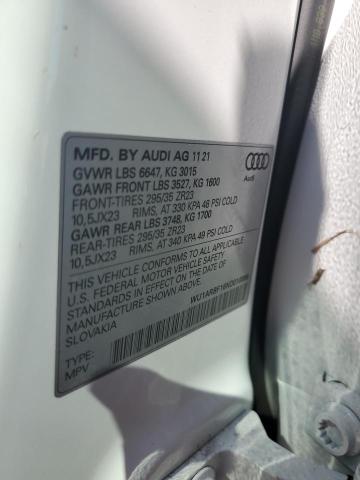 MFD. BY AUDI AG 11 21
GVWR LBS 6647, KG 3015
GAWR FRONT LBS 3527, KG 1600
FRONT-TIRES 295/35 ZR23
10,5JX23 RIMS, AT 330 KPA 48 PSI COLD
GAWR REAR LBS 3748, KG 1700
REAR-TIRES 295/35 ZR23
10,5JX23 RIMS, AT 340 KPA 49 PSI COLD
THIS VEHICLE CONFORMS TO ALL APPLICABLE
U.S. FEDERAL MOTOR VEHICLE SAFETY
STANDARDS IN EFFECT ON THE DATE OF
MANUFACTURE SHOWN ABOVE.
SLOVAKIA
TYPE:
MPV
Audi